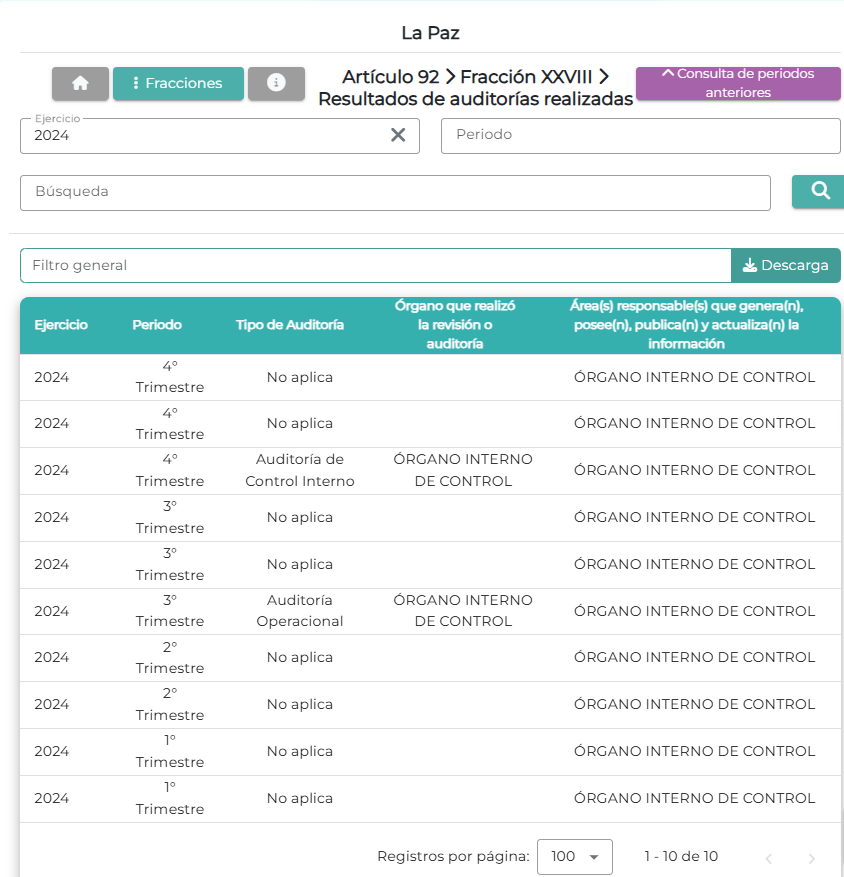 La Paz
Fracciones
Artículo 92 > Fracción XXVIII >
Resultados de auditorías realizadas
Consulta de periodos
anteriores
Ejercicio
2024
Periodo
Búsqueda
Filtro general
Descarga
Ejercicio Periodo Tipo de Auditoría Órgano que realizó la revisión o auditoría Área(s) responsable(s) que genera(n), posee(n), publica(n) y actualiza(n) la información
2024 4° Trimestre No aplica ÓRGANO INTERNO DE CONTROL
2024 4° Trimestre No aplica ÓRGANO INTERNO DE CONTROL
2024 4° Trimestre Auditoría de Control Interno ÓRGANO INTERNO DE CONTROL ÓRGANO INTERNO DE CONTROL
2024 3° Trimestre No aplica ÓRGANO INTERNO DE CONTROL
2024 3° Trimestre No aplica ÓRGANO INTERNO DE CONTROL
2024 3° Trimestre Auditoría Operacional ÓRGANO INTERNO DE CONTROL ÓRGANO INTERNO DE CONTROL
2024 2° Trimestre No aplica ÓRGANO INTERNO DE CONTROL
2024 2° Trimestre No aplica ÓRGANO INTERNO DE CONTROL
2024 1° Trimestre No aplica ÓRGANO INTERNO DE CONTROL
2024 1° Trimestre No aplica ÓRGANO INTERNO DE CONTROL
Registros por página: 100 1 - 10 de 10